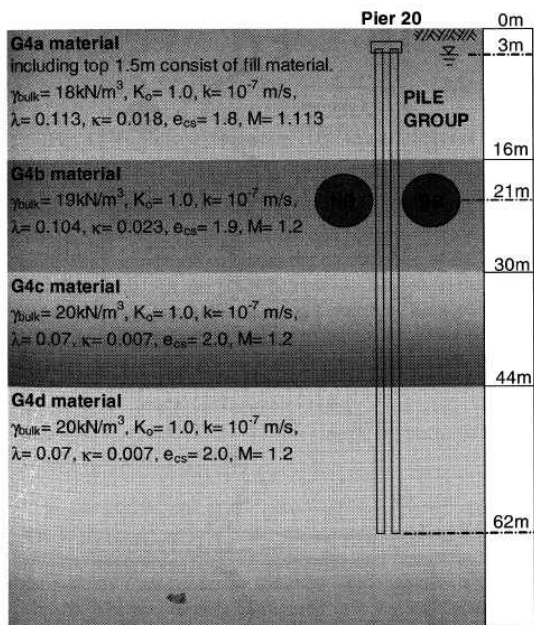 Pier 20
0m
G4a material
including top 1.5m consist of fill material.
γbulk= 18kN/m³, Ko= 1.0, k= 10⁻⁷ m/s,
λ= 0.113, κ= 0.018, ecs= 1.8, M= 1.113
3m
PILE
GROUP
16m
G4b material
γbulk= 19kN/m³, Ko= 1.0, k= 10⁻⁷ m/s,
λ= 0.104, κ= 0.023, ecs= 1.9, M= 1.2
21m
30m
G4c material
γbulk= 20kN/m³, Ko= 1.0, k= 10⁻⁷ m/s,
λ= 0.07, κ= 0.007, ecs= 2.0, M= 1.2
44m
G4d material
γbulk= 20kN/m³, Ko= 1.0, k= 10⁻⁷ m/s,
λ= 0.07, κ= 0.007, ecs= 2.0, M= 1.2
62m